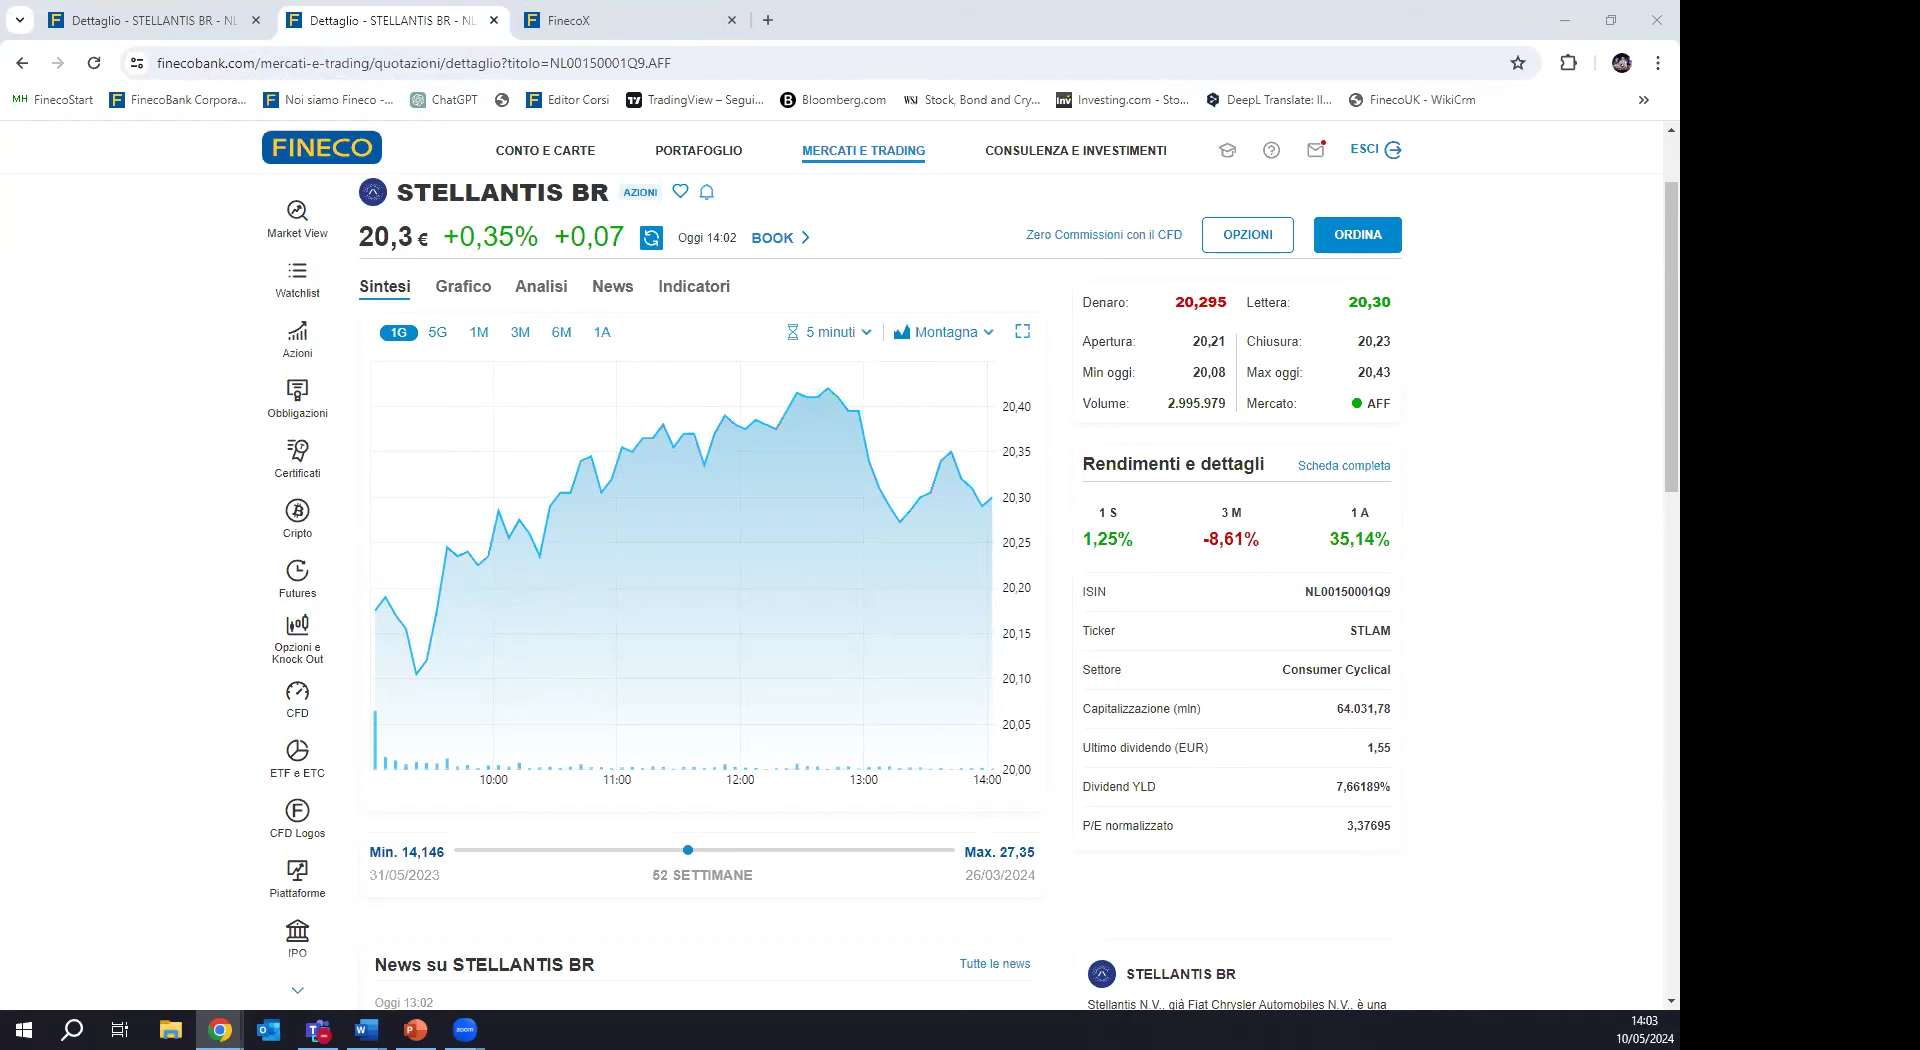 Dettaglio - STELLANTIS BR - NL
Dettaglio - STELLANTIS BR - NL
FinecoX
finecobank.com/mercati-e-trading/quotazioni/dettaglio?titolo=NL00150001Q9.AFF
MH FinecoStart
FinecoBank Corpora...
Noi siamo Fineco -...
ChatGPT
Editor Corsi
TradingView – Segui...
Bloomberg.com
WSJ Stock, Bond and Cry...
Inv Investing.com - Sto...
DeepL Translate: Il...
FinecoUK - WikiCrm
FINECO
CONTO E CARTE
PORTAFOGLIO
MERCATI E TRADING
CONSULENZA E INVESTIMENTI
ESCI
Market View
Watchlist
Azioni
Obbligazioni
Certificati
Cripto
Futures
Opzioni e
Knock Out
CFD
ETF e ETC
CFD Logos
Piattaforme
IPO
STELLANTIS BR AZIONI
20,3 € +0,35% +0,07 Oggi 14:02 BOOK
Zero Commissioni con il CFD
OPZIONI
ORDINA
Sintesi Grafico Analisi News Indicatori
1G 5G 1M 3M 6M 1A
5 minuti
Montagna
20,40
20,35
20,30
20,25
20,20
20,15
20,10
20,05
20,00
10:00 11:00 12:00 13:00 14:00
Min. 14,146
Max. 27,35
31/05/2023
52 SETTIMANE
26/03/2024
News su STELLANTIS BR
Tutte le news
Oggi 13:02
Denaro: 20,295 Lettera: 20,30
Apertura: 20,21 Chiusura: 20,23
Min oggi: 20,08 Max oggi: 20,43
Volume: 2.995.979 Mercato: AFF
Rendimenti e dettagli Scheda completa
1 S 3 M 1 A
1,25% -8,61% 35,14%
ISIN NL00150001Q9
Ticker STLAM
Settore Consumer Cyclical
Capitalizzazione (mln) 64.031,78
Ultimo dividendo (EUR) 1,55
Dividend YLD 7,66189%
P/E normalizzato 3,37695
STELLANTIS BR
Stellantis N.V., già Fiat Chrysler Automobiles N.V., è una
zoom
14:03
10/05/2024